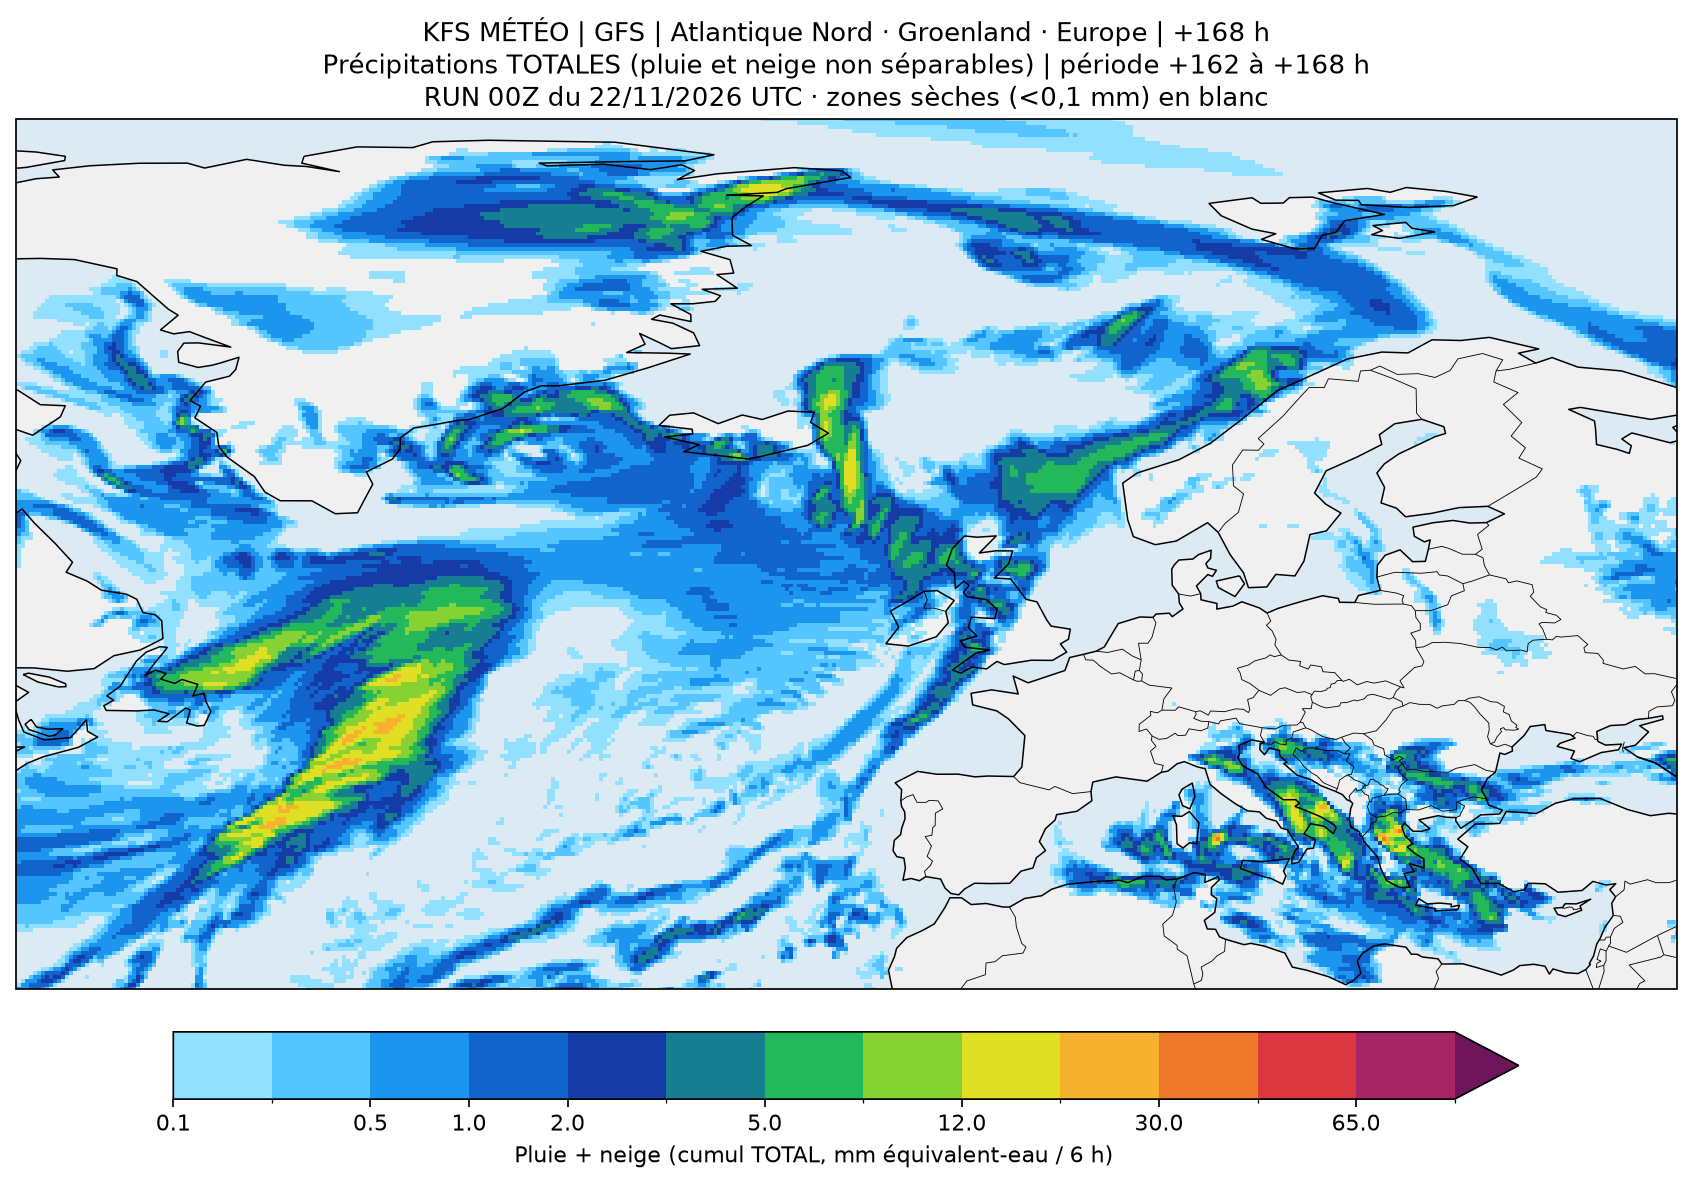 KFS MÉTÉO | GFS | Atlantique Nord · Groenland · Europe | +168 h
Précipitations TOTALES (pluie et neige non séparables) | période +162 à +168 h
RUN 00Z du 22/11/2026 UTC · zones sèches (<0,1 mm) en blanc
0.1 0.5 1.0 2.0 5.0 12.0 30.0 65.0
Pluie + neige (cumul TOTAL, mm équivalent-eau / 6 h)